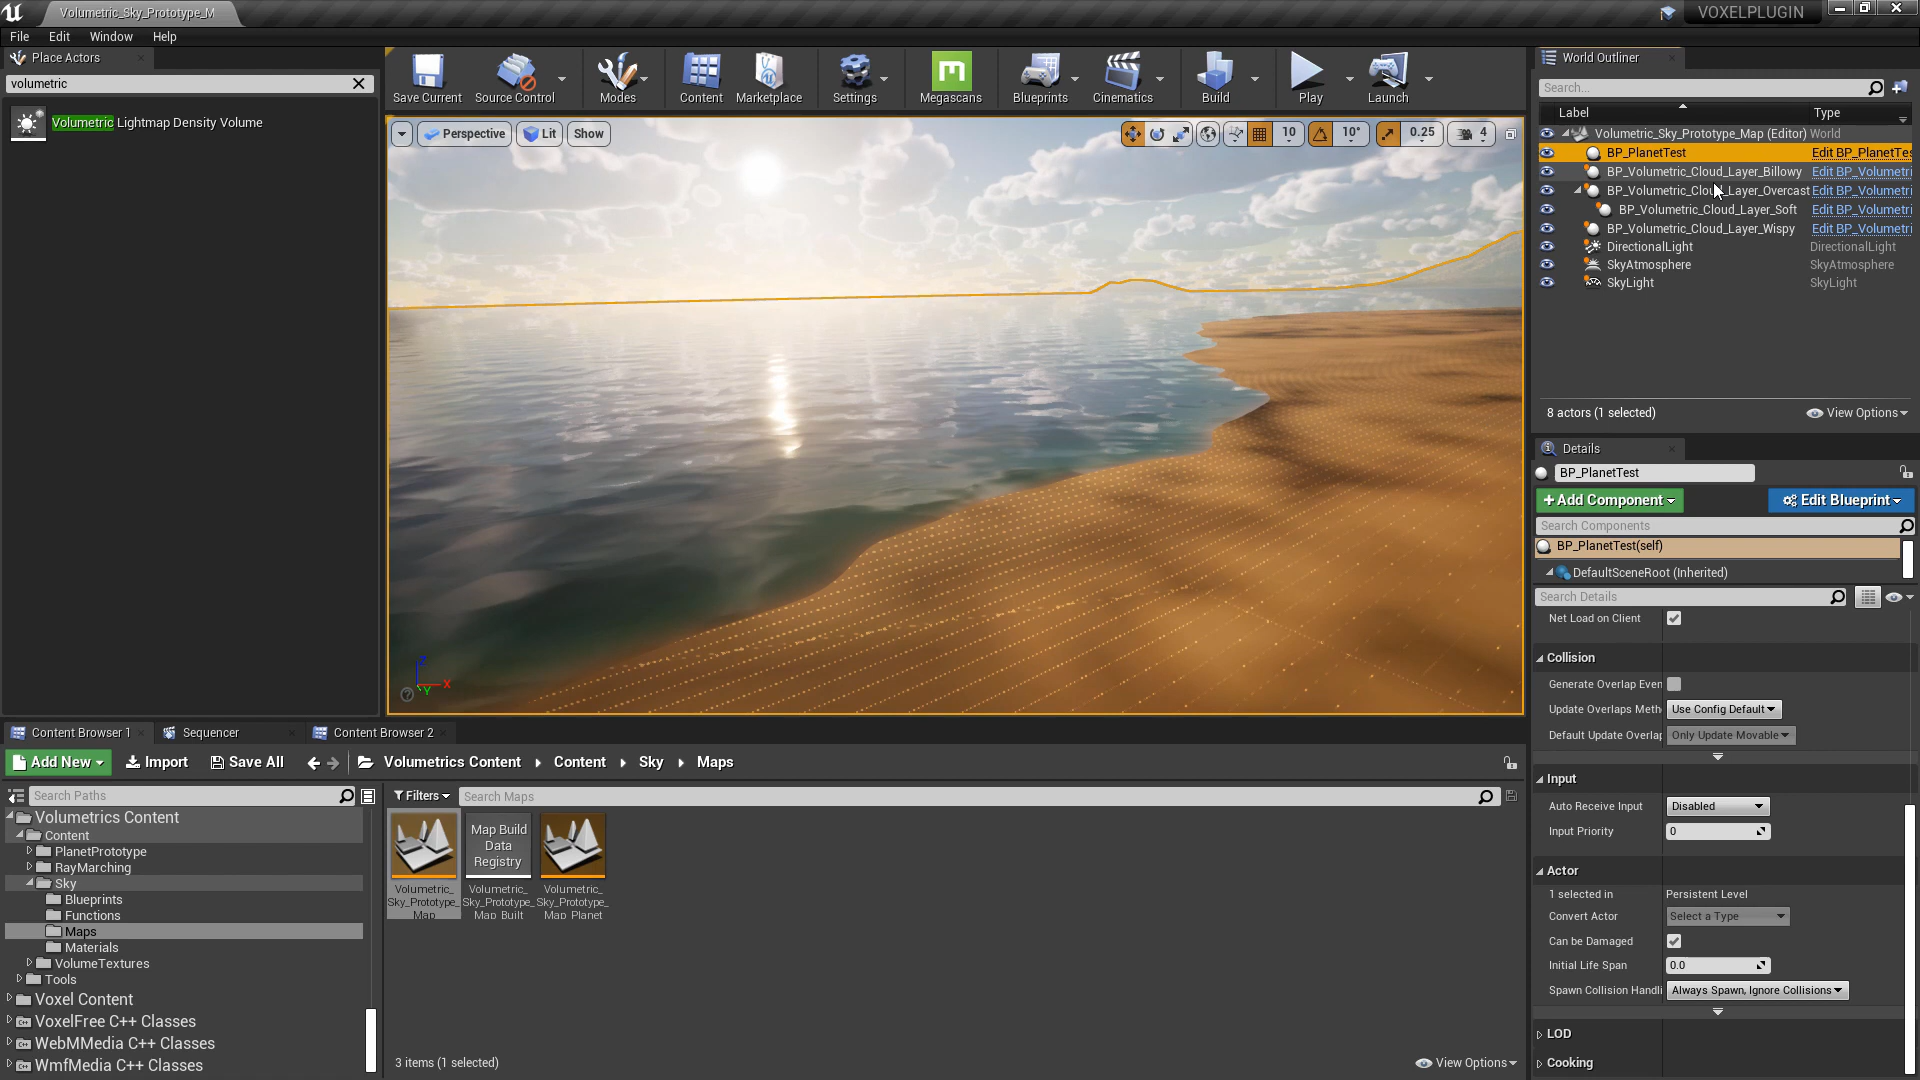 Volumetric_Sky_Prototype_M
VOXELPLUGIN
File Edit Window Help
Place Actors
volumetric
Volumetric Lightmap Density Volume
Save Current
Source Control
Modes
Content
Marketplace
Settings
Megascans
Blueprints
Cinematics
Build
Play
Launch
Perspective
Lit
Show
10
10°
0.25
4
Z
X
Y
World Outliner
Search...
Label Type
Volumetric_Sky_Prototype_Map (Editor) World
BP_PlanetTest Edit BP_PlanetTes
BP_Volumetric_Cloud_Layer_Billowy Edit BP_Volumetri
BP_Volumetric_Cloud_Layer_Overcast Edit BP_Volumetri
BP_Volumetric_Cloud_Layer_Soft Edit BP_Volumetri
BP_Volumetric_Cloud_Layer_Wispy Edit BP_Volumetri
DirectionalLight DirectionalLight
SkyAtmosphere SkyAtmosphere
SkyLight SkyLight
8 actors (1 selected)
View Options
Details
BP_PlanetTest
+Add Component
Edit Blueprint
Search Components
BP_PlanetTest(self)
DefaultSceneRoot (Inherited)
Search Details
Net Load on Client
Collision
Generate Overlap Even
Update Overlaps Meth Use Config Default
Default Update Overlap Only Update Movable
Input
Auto Receive Input Disabled
Input Priority 0
Actor
1 selected in Persistent Level
Convert Actor Select a Type
Can be Damaged
Initial Life Span 0.0
Spawn Collision Handli Always Spawn, Ignore Collisions
LOD
Cooking
Content Browser 1
Sequencer
Content Browser 2
Add New
Import
Save All
Volumetrics Content
Content
Sky
Maps
Search Paths
Filters
Search Maps
Volumetrics Content
Content
PlanetPrototype
RayMarching
Sky
Blueprints
Functions
Maps
Materials
VolumeTextures
Tools
Voxel Content
VoxelFree C++ Classes
WebMMedia C++ Classes
WmfMedia C++ Classes
Volumetric_
Sky_Prototype_
Map
Map Build
Data
Registry
Volumetric_
Sky_Prototype_
Map_Built
Volumetric_
Sky_Prototype_
Map_Planet
3 items (1 selected)
View Options